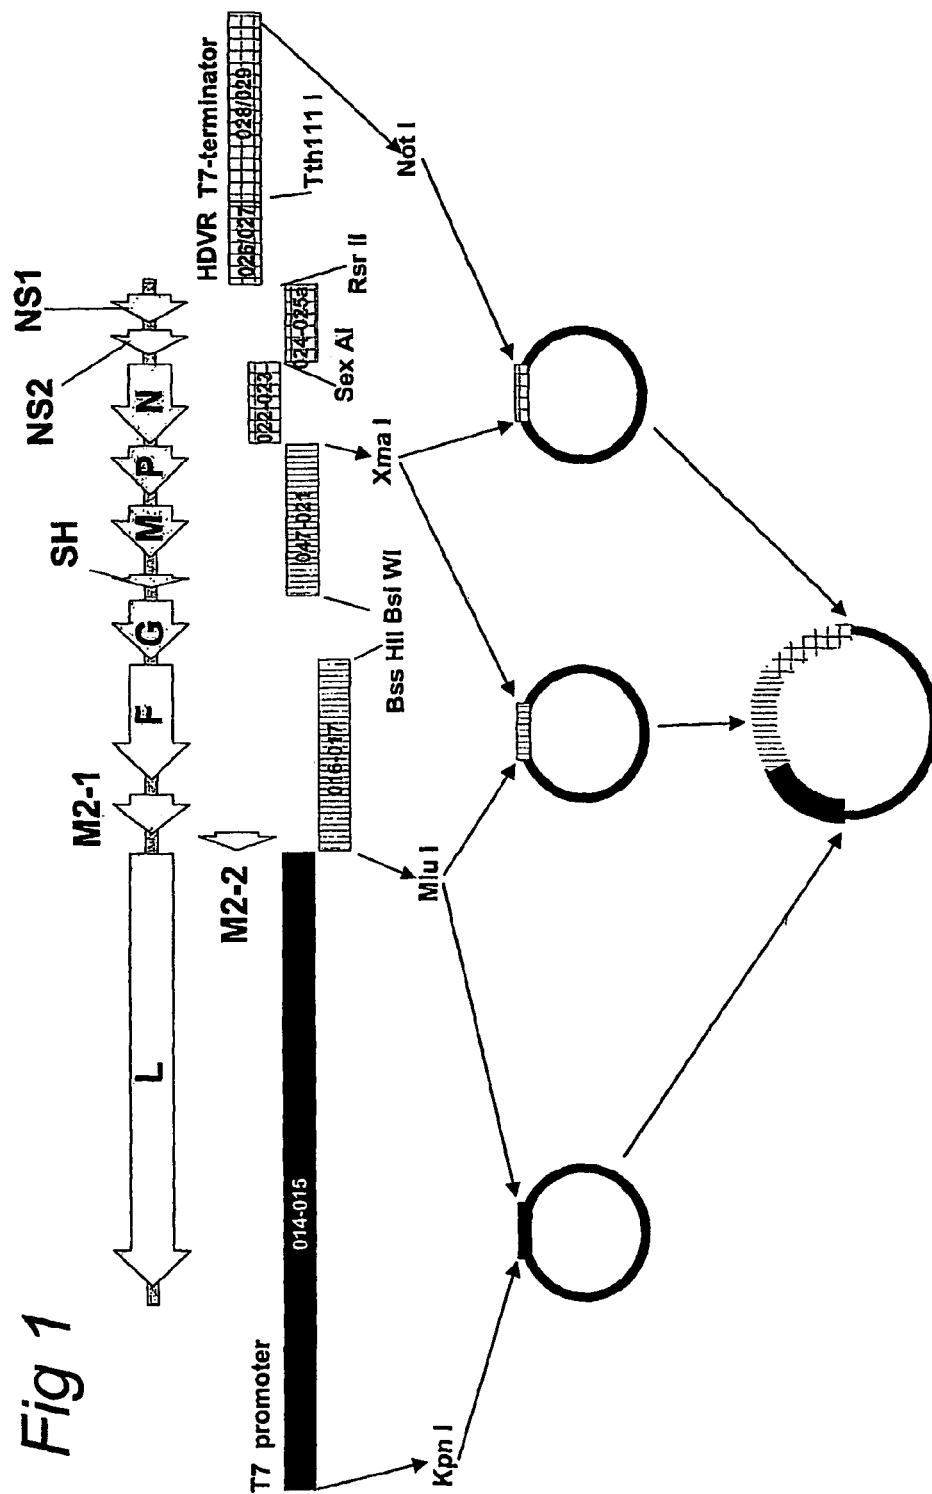 Fig 1
NS1
NS2
SH
M2-1
L
F
G
M
P
N
M2-2
T7 promoter
HDVR T7-terminator
014-015
016-017
047-021
022-023
024-025a
026/027
028/029
Tth111 I
Rsr II
Sex AI
Bss HII
Bsi WI
Kpn I
Mlu I
Xma I
Not I